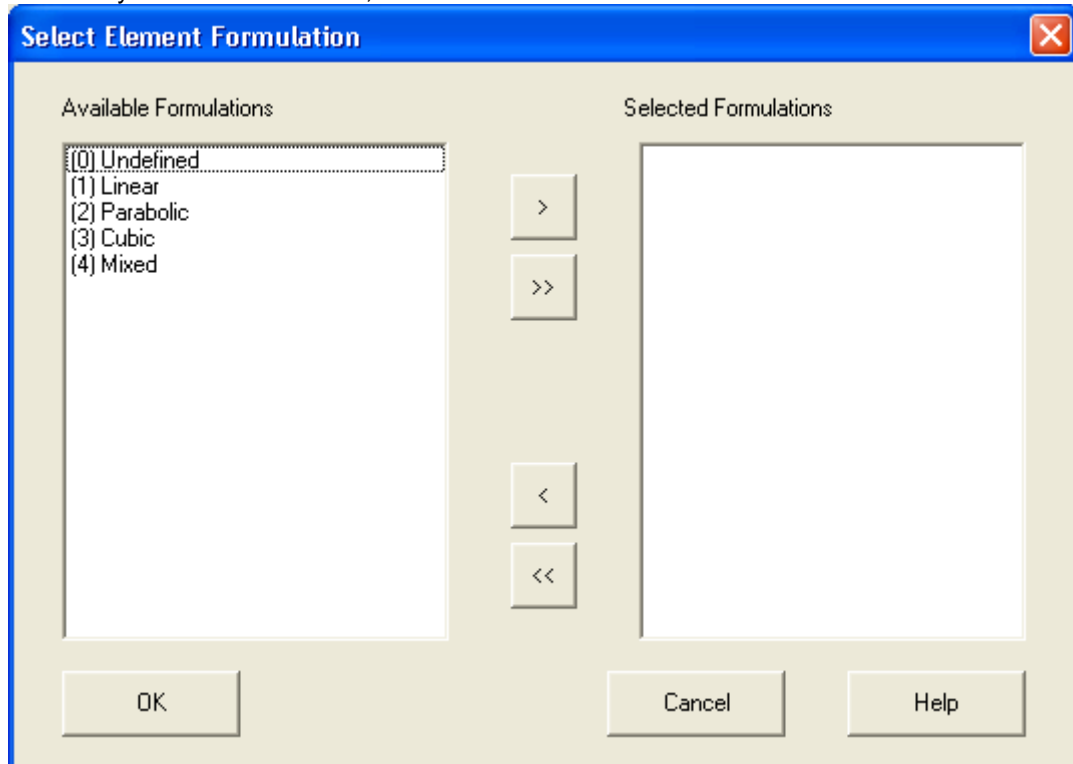 Select Element Formulation
Available Formulations
Selected Formulations
(0) Undefined
(1) Linear
(2) Parabolic
(3) Cubic
(4) Mixed
>
>>
<
<<
OK
Cancel
Help